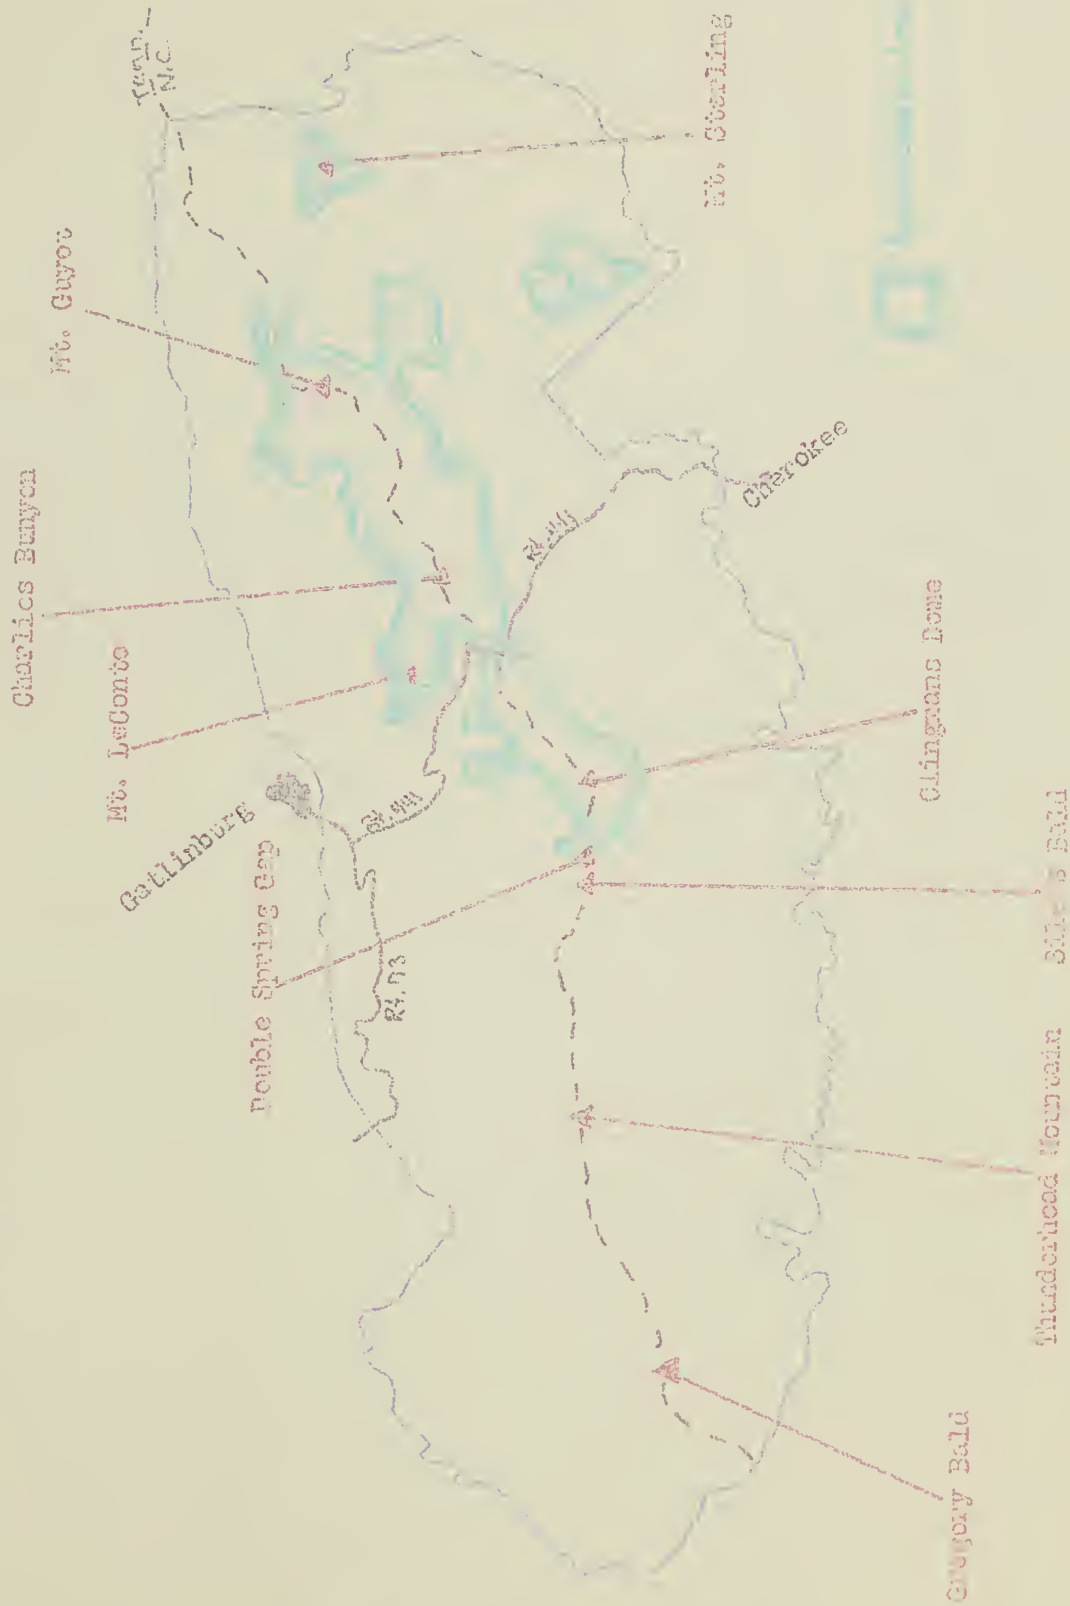 Tenn.
N.C.
Mt. Guyot
Charlies Bunyon
Mt. LeConte
Gatlinburg
Double Spring Gap
Rt.73
Mt. Sterling
Cherokee
Clingmans Dome
Bald
Thunderhead Mountain
Gregory Bald